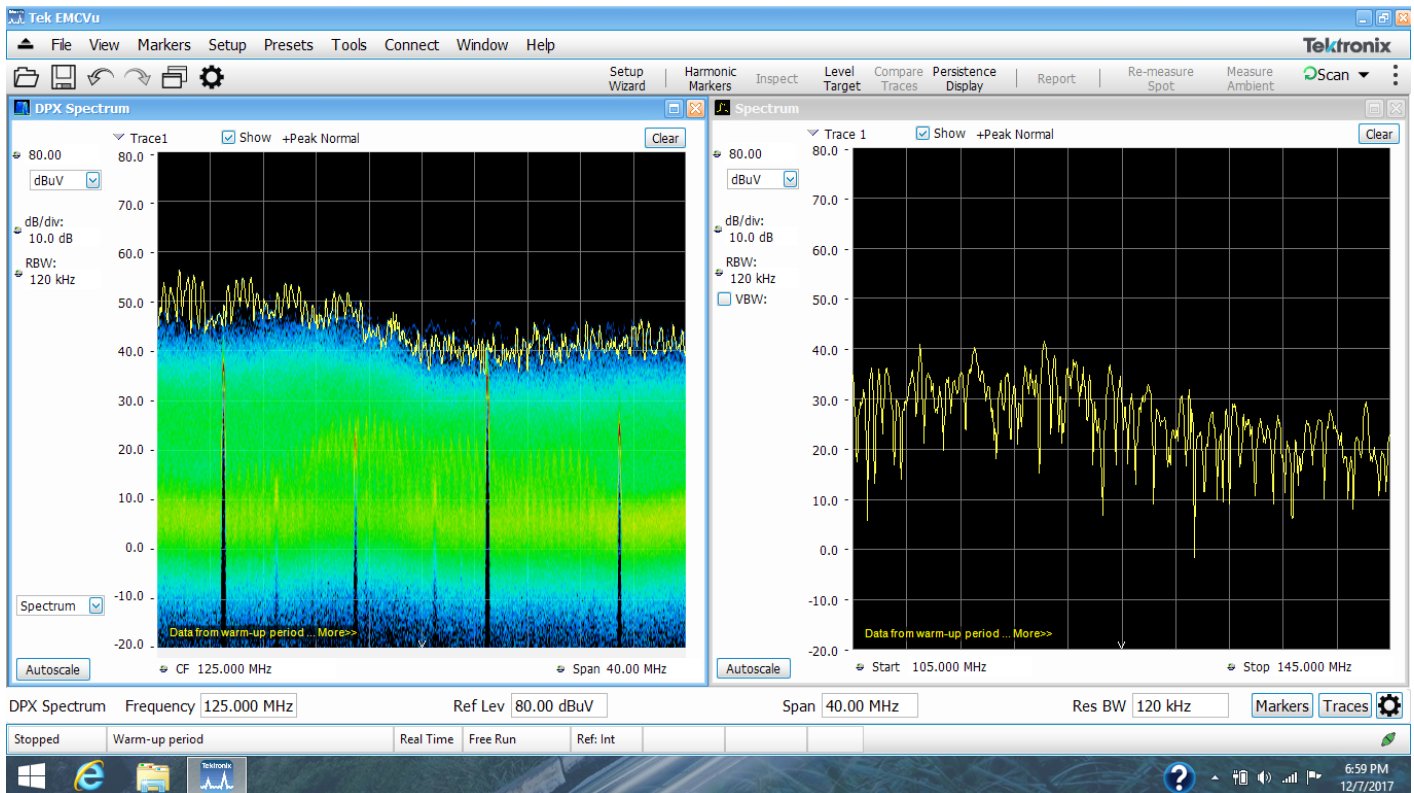 Tek EMCVu
File View Markers Setup Presets Tools Connect Window Help
Tektronix
Setup Wizard
Harmonic Markers
Inspect
Level Target
Compare Traces
Persistence Display
Report
Re-measure Spot
Measure Ambient
Scan
DPX Spectrum
Trace1 Show +Peak Normal Clear
80.00
dBuV
dB/div:
10.0 dB
RBW:
120 kHz
80.0
70.0
60.0
50.0
40.0
30.0
20.0
10.0
0.0
-10.0
-20.0
Spectrum
Data from warm-up period ... More>>
Autoscale
CF 125.000 MHz
Span 40.00 MHz
Spectrum
Trace 1 Show +Peak Normal Clear
80.00
dBuV
dB/div:
10.0 dB
RBW:
120 kHz
VBW:
80.0
70.0
60.0
50.0
40.0
30.0
20.0
10.0
0.0
-10.0
-20.0
Data from warm-up period ... More>>
Autoscale
Start 105.000 MHz
Stop 145.000 MHz
DPX Spectrum Frequency 125.000 MHz Ref Lev 80.00 dBuV Span 40.00 MHz Res BW 120 kHz Markers Traces
Stopped Warm-up period Real Time Free Run Ref: Int
Tektronix
6:59 PM
12/7/2017